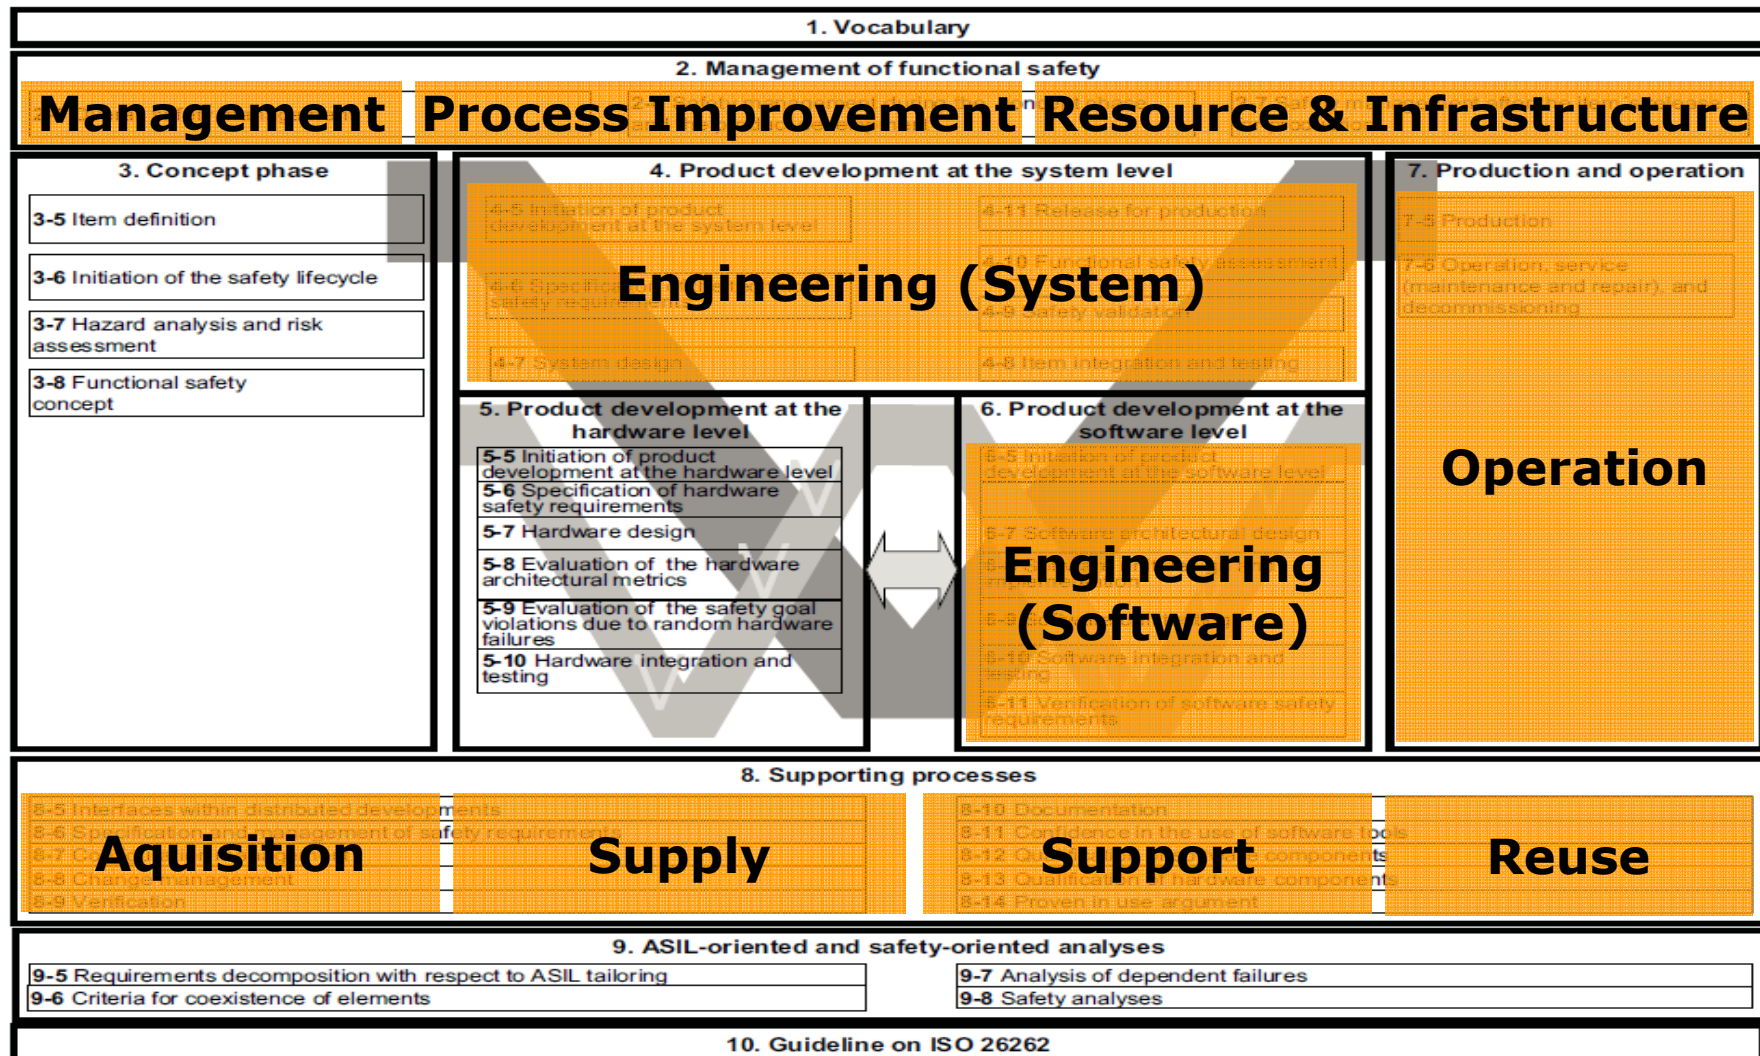 1. Vocabulary
2. Management of functional safety
Management Process Improvement Resource & Infrastructure
3. Concept phase
3-5 Item definition
3-6 Initiation of the safety lifecycle
3-7 Hazard analysis and risk
assessment
3-8 Functional safety
concept
4. Product development at the system level
4-5 Initiation of product
development at the system level
4-7 System design
4-11 Release for production
4-10 Functional safety assessment
4-9 Safety validation
4-8 Item integration and testing
Engineering (System)
5. Product development at the
hardware level
5-5 Initiation of product
development at the hardware level
5-6 Specification of hardware
safety requirements
5-7 Hardware design
5-8 Evaluation of the hardware
architectural metrics
5-9 Evaluation of the safety goal
violations due to random hardware
failures
5-10 Hardware integration and
testing
6. Product development at the
software level
6-5 Initiation of product
development at the software level
6-7 Software architectural design
Engineering
(Software)
6-10 Software integration and
testing
6-11 Verification of software safety
requirements
7. Production and operation
7-5 Production
7-6 Operation, service
(maintenance and repair), and
decommissioning
Operation
8. Supporting processes
8-5 Interfaces within distributed developments
8-6 Specification and management of safety requirements
8-8 Change management
8-9 Verification
8-10 Documentation
8-11 Confidence in the use of software tools
8-12 components
8-13 Qualification of hardware components
8-14 Proven in use argument
Aquisition Supply Support Reuse
9. ASIL-oriented and safety-oriented analyses
9-5 Requirements decomposition with respect to ASIL tailoring
9-6 Criteria for coexistence of elements
9-7 Analysis of dependent failures
9-8 Safety analyses
10. Guideline on ISO 26262